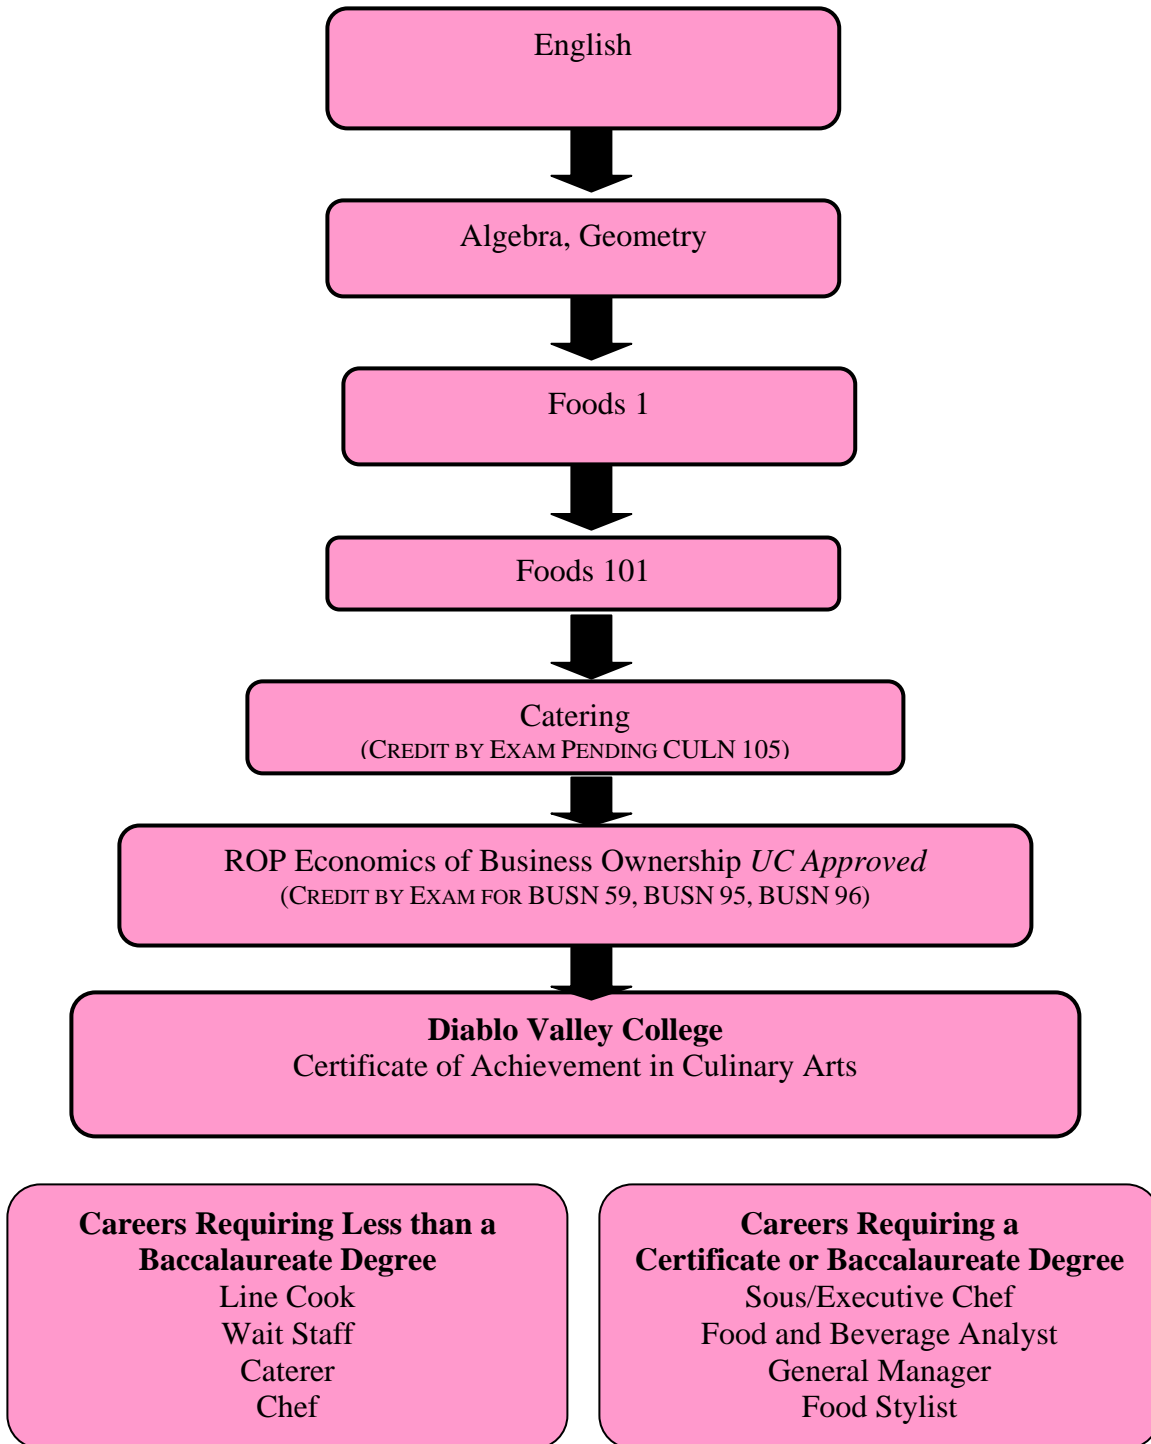 English
Algebra, Geometry
Foods 1
Foods 101
Catering
(CREDIT BY EXAM PENDING CULN 105)
ROP Economics of Business Ownership UC Approved
(CREDIT BY EXAM FOR BUSN 59, BUSN 95, BUSN 96)
Diablo Valley College
Certificate of Achievement in Culinary Arts
Careers Requiring Less than a
Baccalaureate Degree
Line Cook
Wait Staff
Caterer
Chef
Careers Requiring a
Certificate or Baccalaureate Degree
Sous/Executive Chef
Food and Beverage Analyst
General Manager
Food Stylist